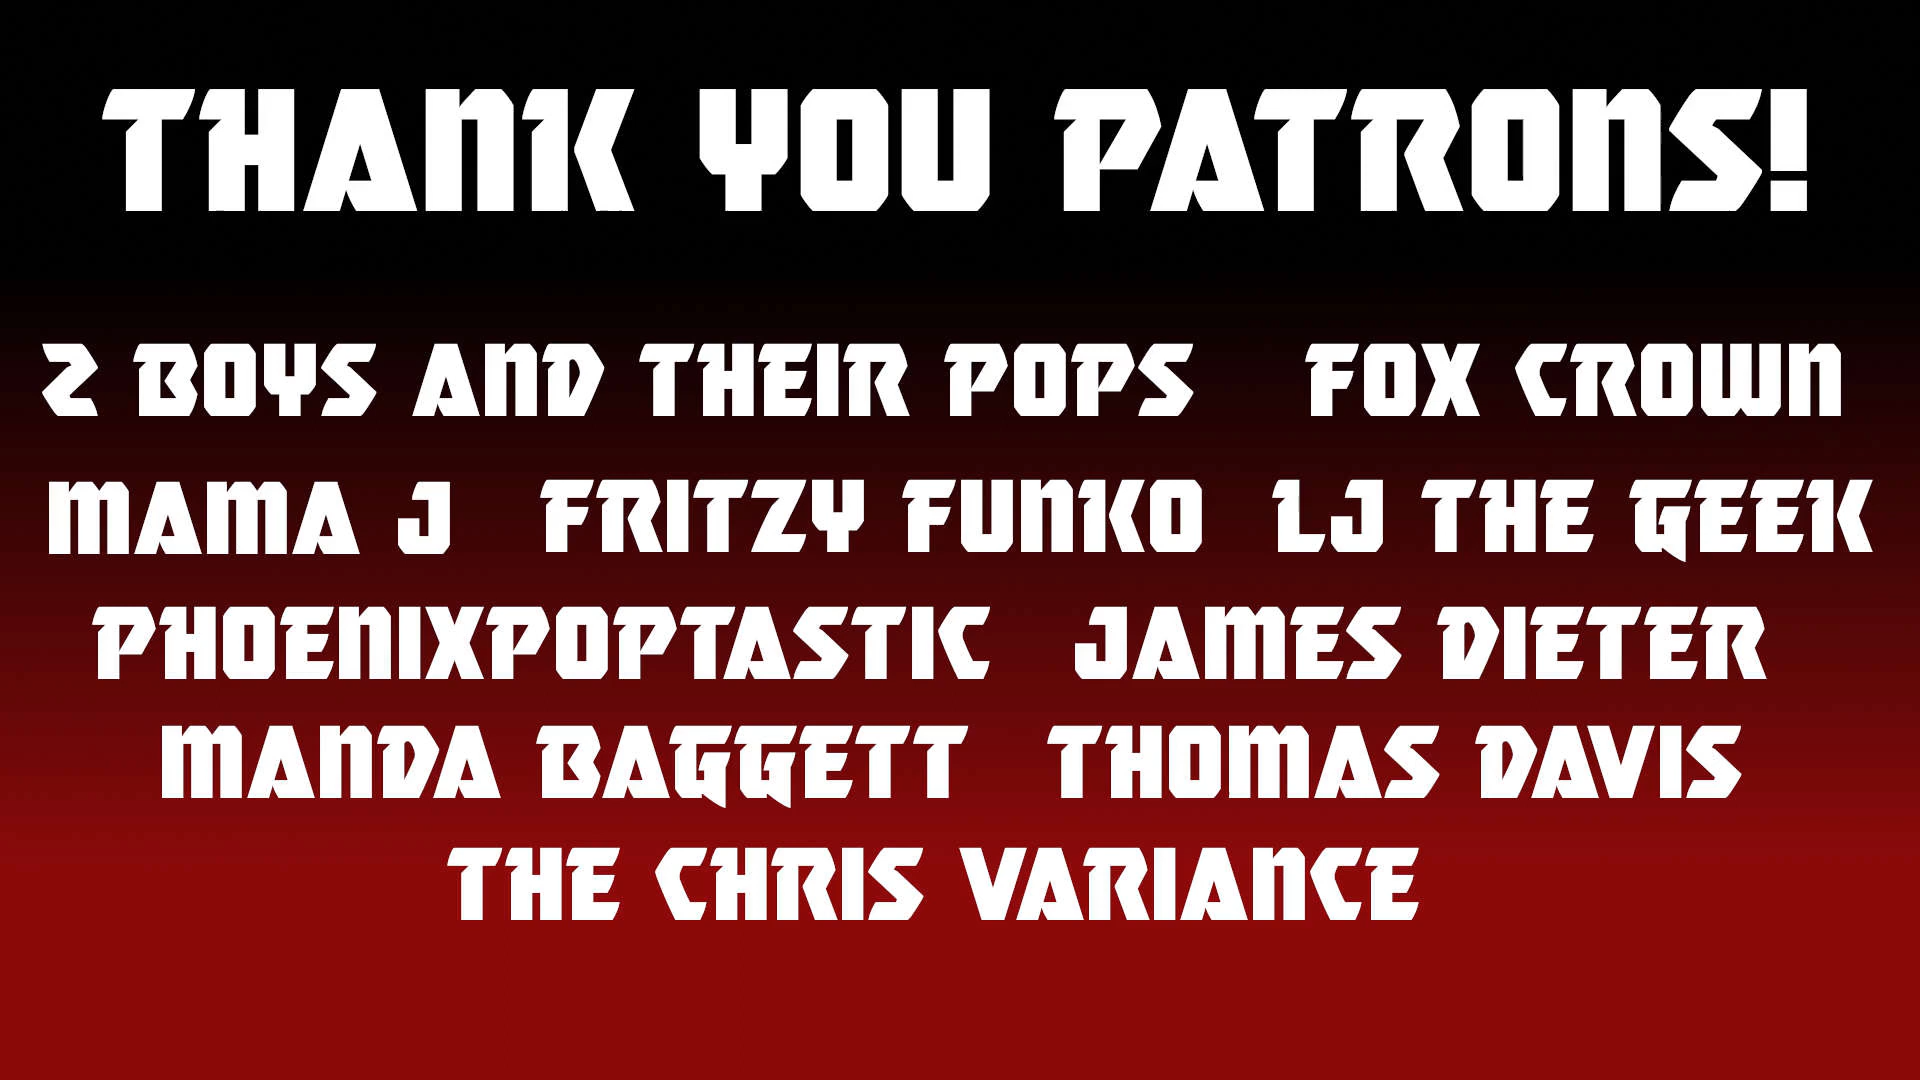 THANK YOU PATRONS!
2 BOYS AND THEIR POPS FOX CROWN
MAMA J FRITZY FUNKO LJ THE GEEK
PHOENIXPOPTASTIC JAMES DIETER
MANDA BAGGETT THOMAS DAVIS
THE CHRIS VARIANCE